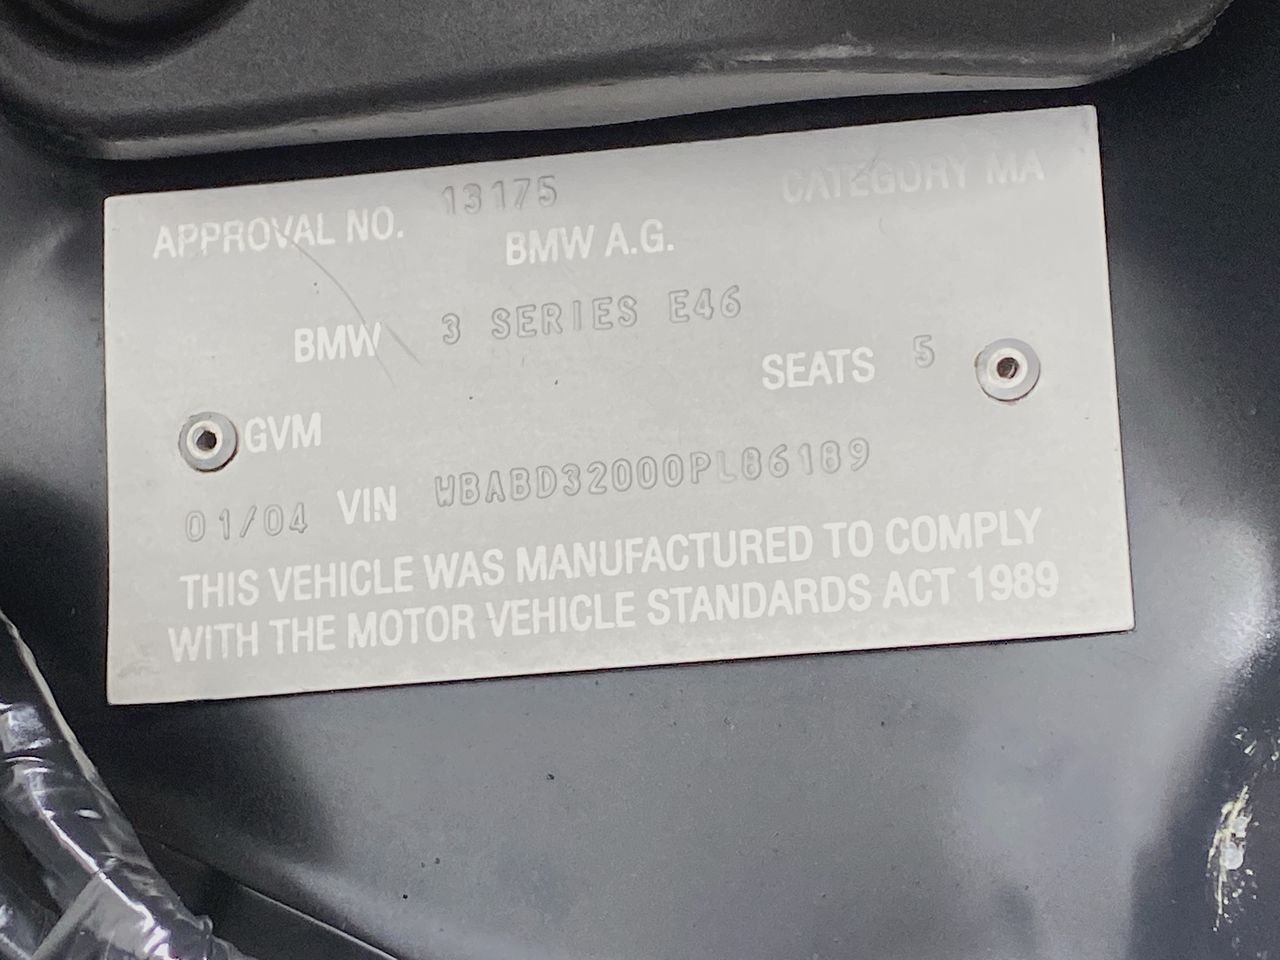 APPROVAL NO. 13175 CATEGORY MA
BMW A.G.
BMW 3 SERIES E46
SEATS 5
GVM
01/04 VIN WBABD32000PL86189
THIS VEHICLE WAS MANUFACTURED TO COMPLY
WITH THE MOTOR VEHICLE STANDARDS ACT 1989